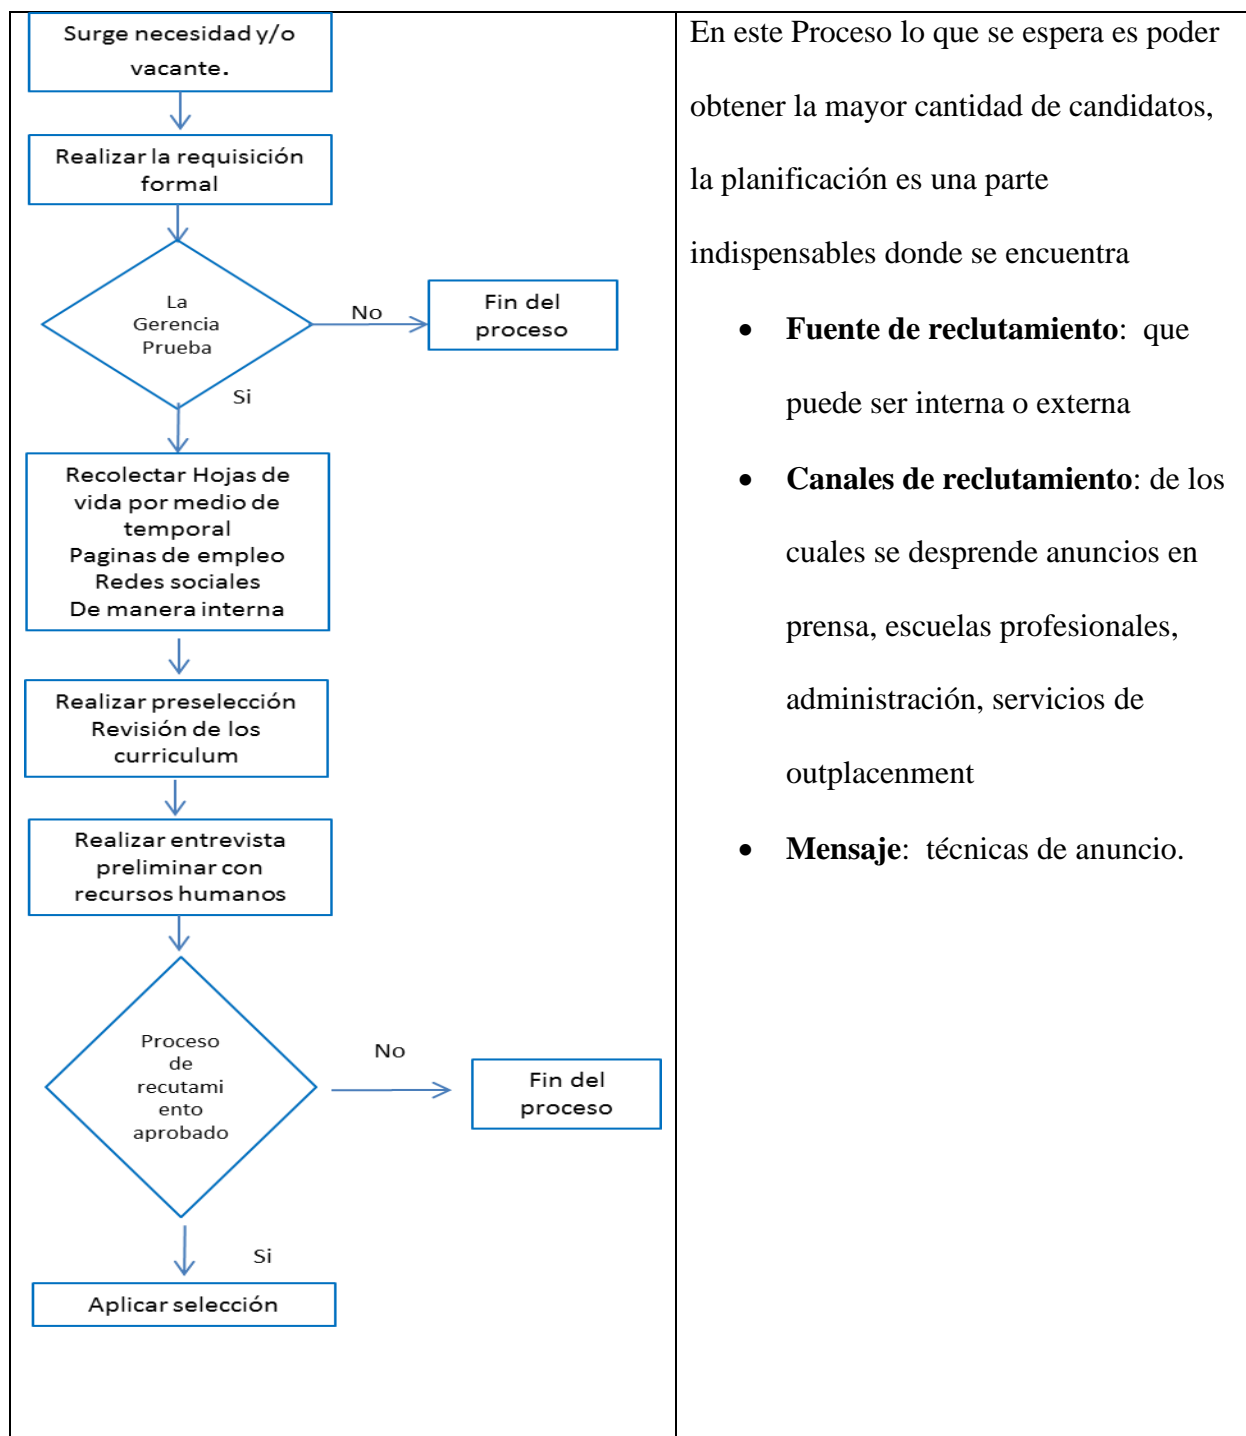 Surge necesidad y/o
vacante.
Realizar la requisición
formal
La
Gerencia
Prueba
No
Fin del
proceso
Si
Recolectar Hojas de
vida por medio de
temporal
Paginas de empleo
Redes sociales
De manera interna
Realizar preselección
Revisión de los
curriculum
Realizar entrevista
preliminar con
recursos humanos
Proceso
de
recutami
ento
aprobado
No
Fin del
proceso
Si
Aplicar selección
En este Proceso lo que se espera es poder
obtener la mayor cantidad de candidatos,
la planificación es una parte
indispensables donde se encuentra
• Fuente de reclutamiento: que
puede ser interna o externa
• Canales de reclutamiento: de los
cuales se desprende anuncios en
prensa, escuelas profesionales,
administración, servicios de
outplacenment
• Mensaje: técnicas de anuncio.